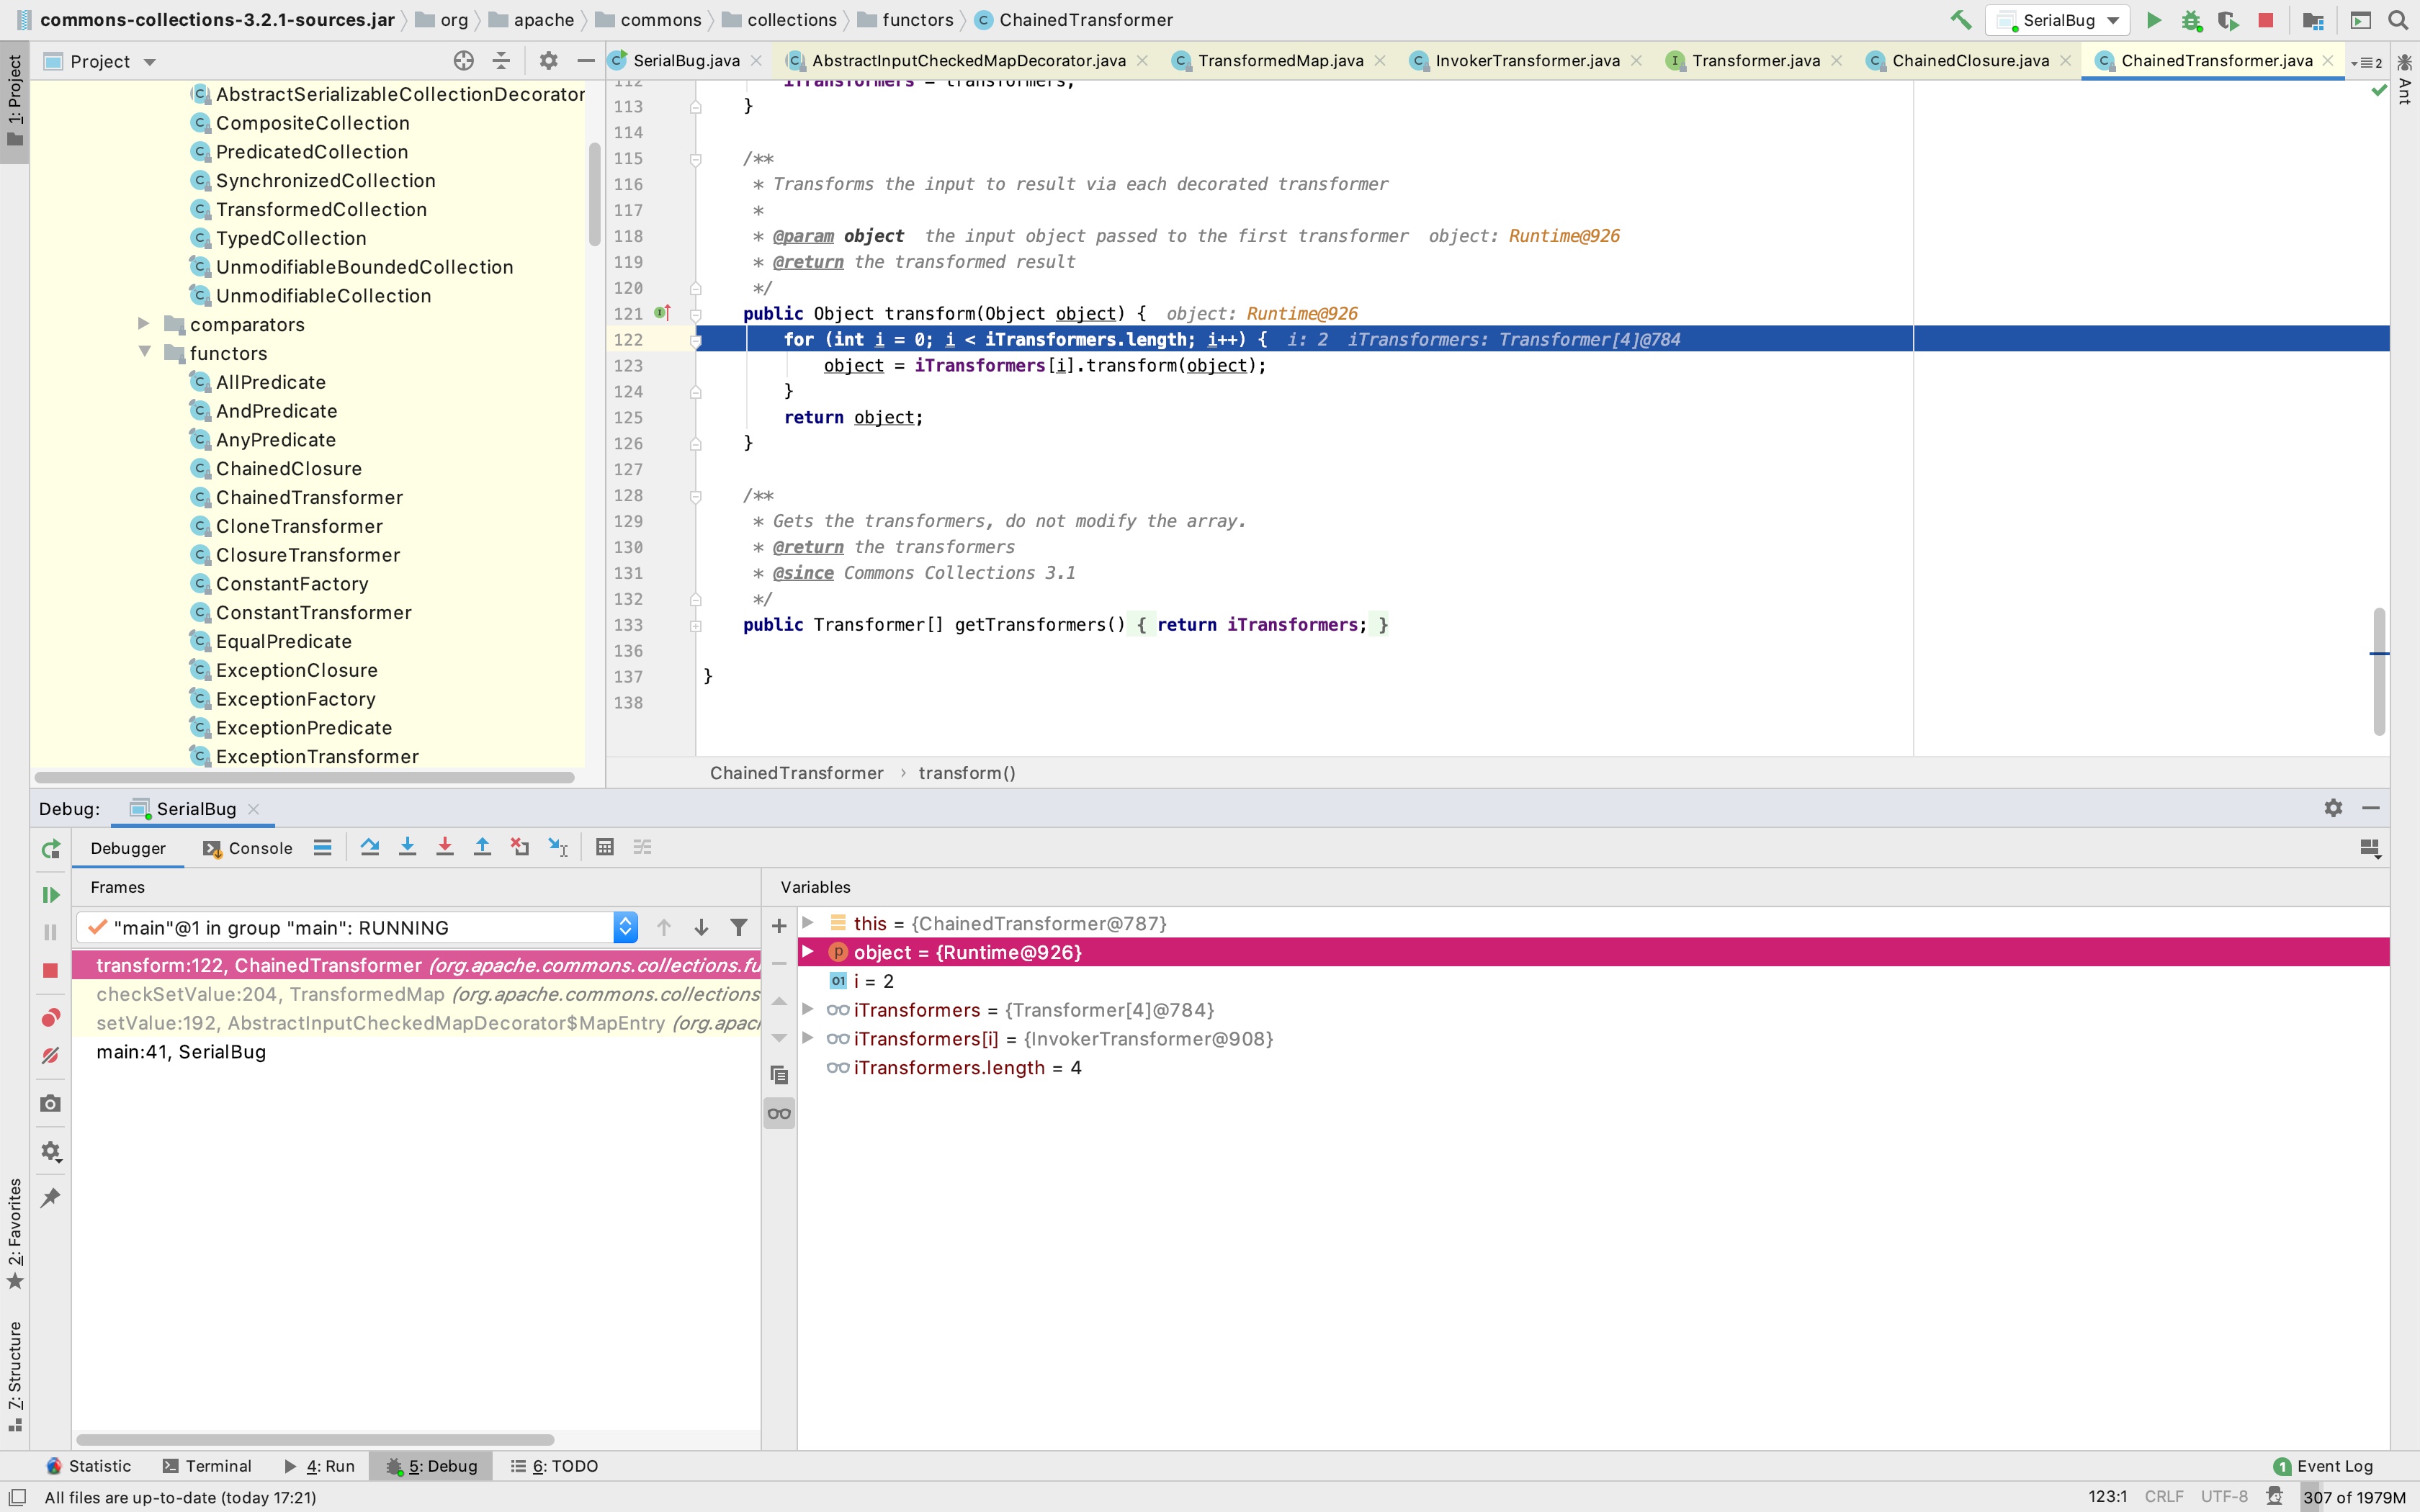 commons-collections-3.2.1-sources.jar org apache commons collections functors ChainedTransformer
SerialBug
1: Project
Project
SerialBug.java AbstractInputCheckedMapDecorator.java TransformedMap.java InvokerTransformer.java Transformer.java ChainedClosure.java ChainedTransformer.java 2
Ant
AbstractSerializableCollectionDecorator
CompositeCollection
PredicatedCollection
SynchronizedCollection
TransformedCollection
TypedCollection
UnmodifiableBoundedCollection
UnmodifiableCollection
comparators
functors
AllPredicate
AndPredicate
AnyPredicate
ChainedClosure
ChainedTransformer
CloneTransformer
ClosureTransformer
ConstantFactory
ConstantTransformer
EqualPredicate
ExceptionClosure
ExceptionFactory
ExceptionPredicate
ExceptionTransformer
112 iTransformers = transformers;
113 }
114
115 /**
116 * Transforms the input to result via each decorated transformer
117 *
118 * @param object the input object passed to the first transformer object: Runtime@926
119 * @return the transformed result
120 */
121 public Object transform(Object object) { object: Runtime@926
122 for (int i = 0; i < iTransformers.length; i++) { i: 2 iTransformers: Transformer[4]@784
123 object = iTransformers[i].transform(object);
124 }
125 return object;
126 }
127
128 /**
129 * Gets the transformers, do not modify the array.
130 * @return the transformers
131 * @since Commons Collections 3.1
132 */
133 public Transformer[] getTransformers() { return iTransformers; }
136
137 }
138
ChainedTransformer › transform()
Debug: SerialBug
Debugger Console
Frames
"main"@1 in group "main": RUNNING
transform:122, ChainedTransformer (org.apache.commons.collections.fu
checkSetValue:204, TransformedMap (org.apache.commons.collections
setValue:192, AbstractInputCheckedMapDecorator$MapEntry (org.apac
main:41, SerialBug
Variables
this = {ChainedTransformer@787}
object = {Runtime@926}
i = 2
iTransformers = {Transformer[4]@784}
iTransformers[i] = {InvokerTransformer@908}
iTransformers.length = 4
2: Favorites
7: Structure
Statistic Terminal 4: Run 5: Debug 6: TODO 1 Event Log
All files are up-to-date (today 17:21) 123:1 CRLF UTF-8 307 of 1979M